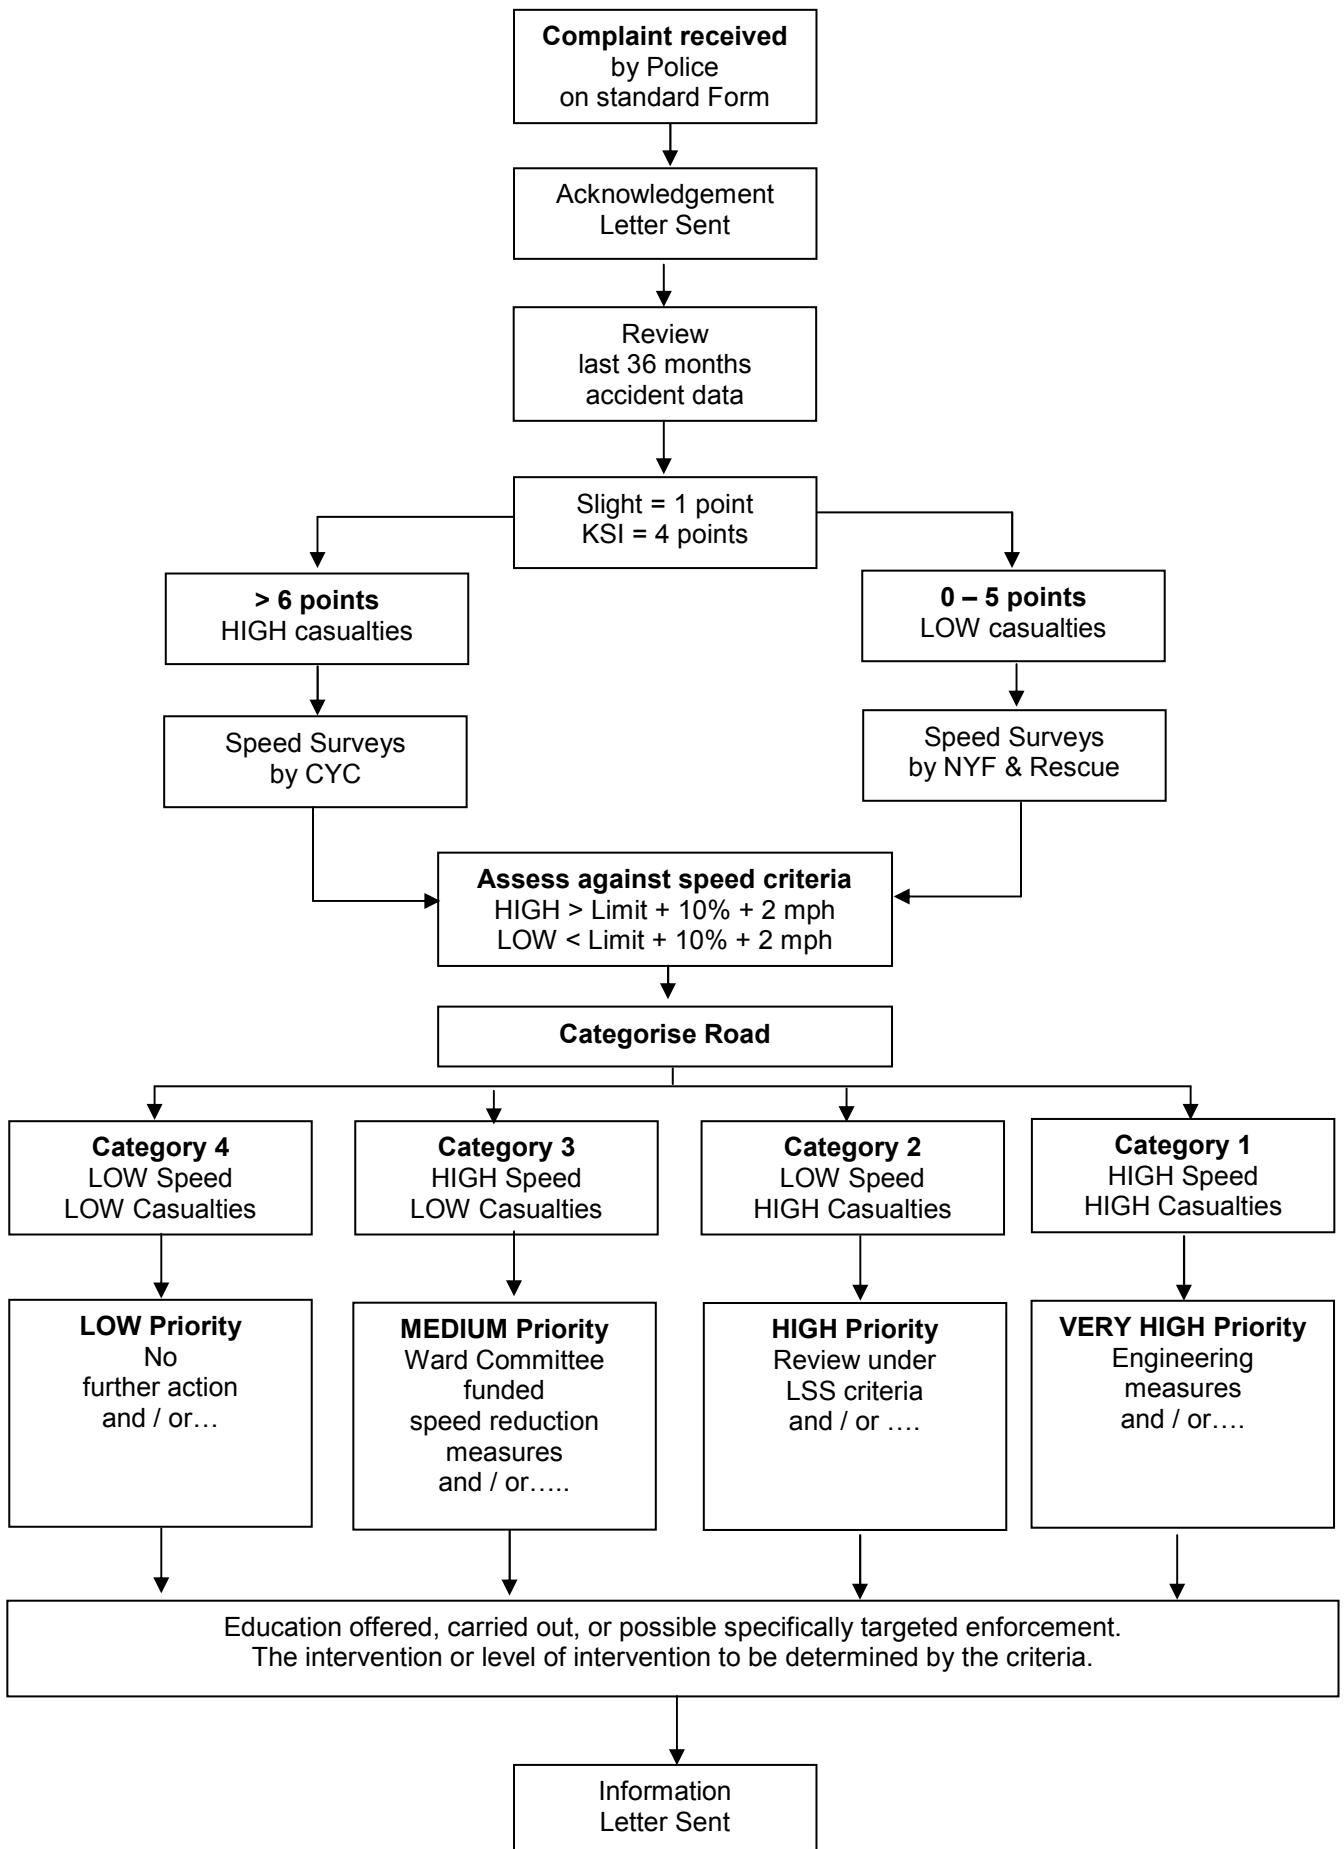 Complaint received
by Police
on standard Form
Acknowledgement
Letter Sent
Review
last 36 months
accident data
Slight = 1 point
KSI = 4 points
> 6 points
HIGH casualties
0 – 5 points
LOW casualties
Speed Surveys
by CYC
Speed Surveys
by NYF & Rescue
Assess against speed criteria
HIGH > Limit + 10% + 2 mph
LOW < Limit + 10% + 2 mph
Categorise Road
Category 4
LOW Speed
LOW Casualties
Category 3
HIGH Speed
LOW Casualties
Category 2
LOW Speed
HIGH Casualties
Category 1
HIGH Speed
HIGH Casualties
LOW Priority
No
further action
and / or…
MEDIUM Priority
Ward Committee
funded
speed reduction
measures
and / or…..
HIGH Priority
Review under
LSS criteria
and / or ….
VERY HIGH Priority
Engineering
measures
and / or….
Education offered, carried out, or possible specifically targeted enforcement.
The intervention or level of intervention to be determined by the criteria.
Information
Letter Sent